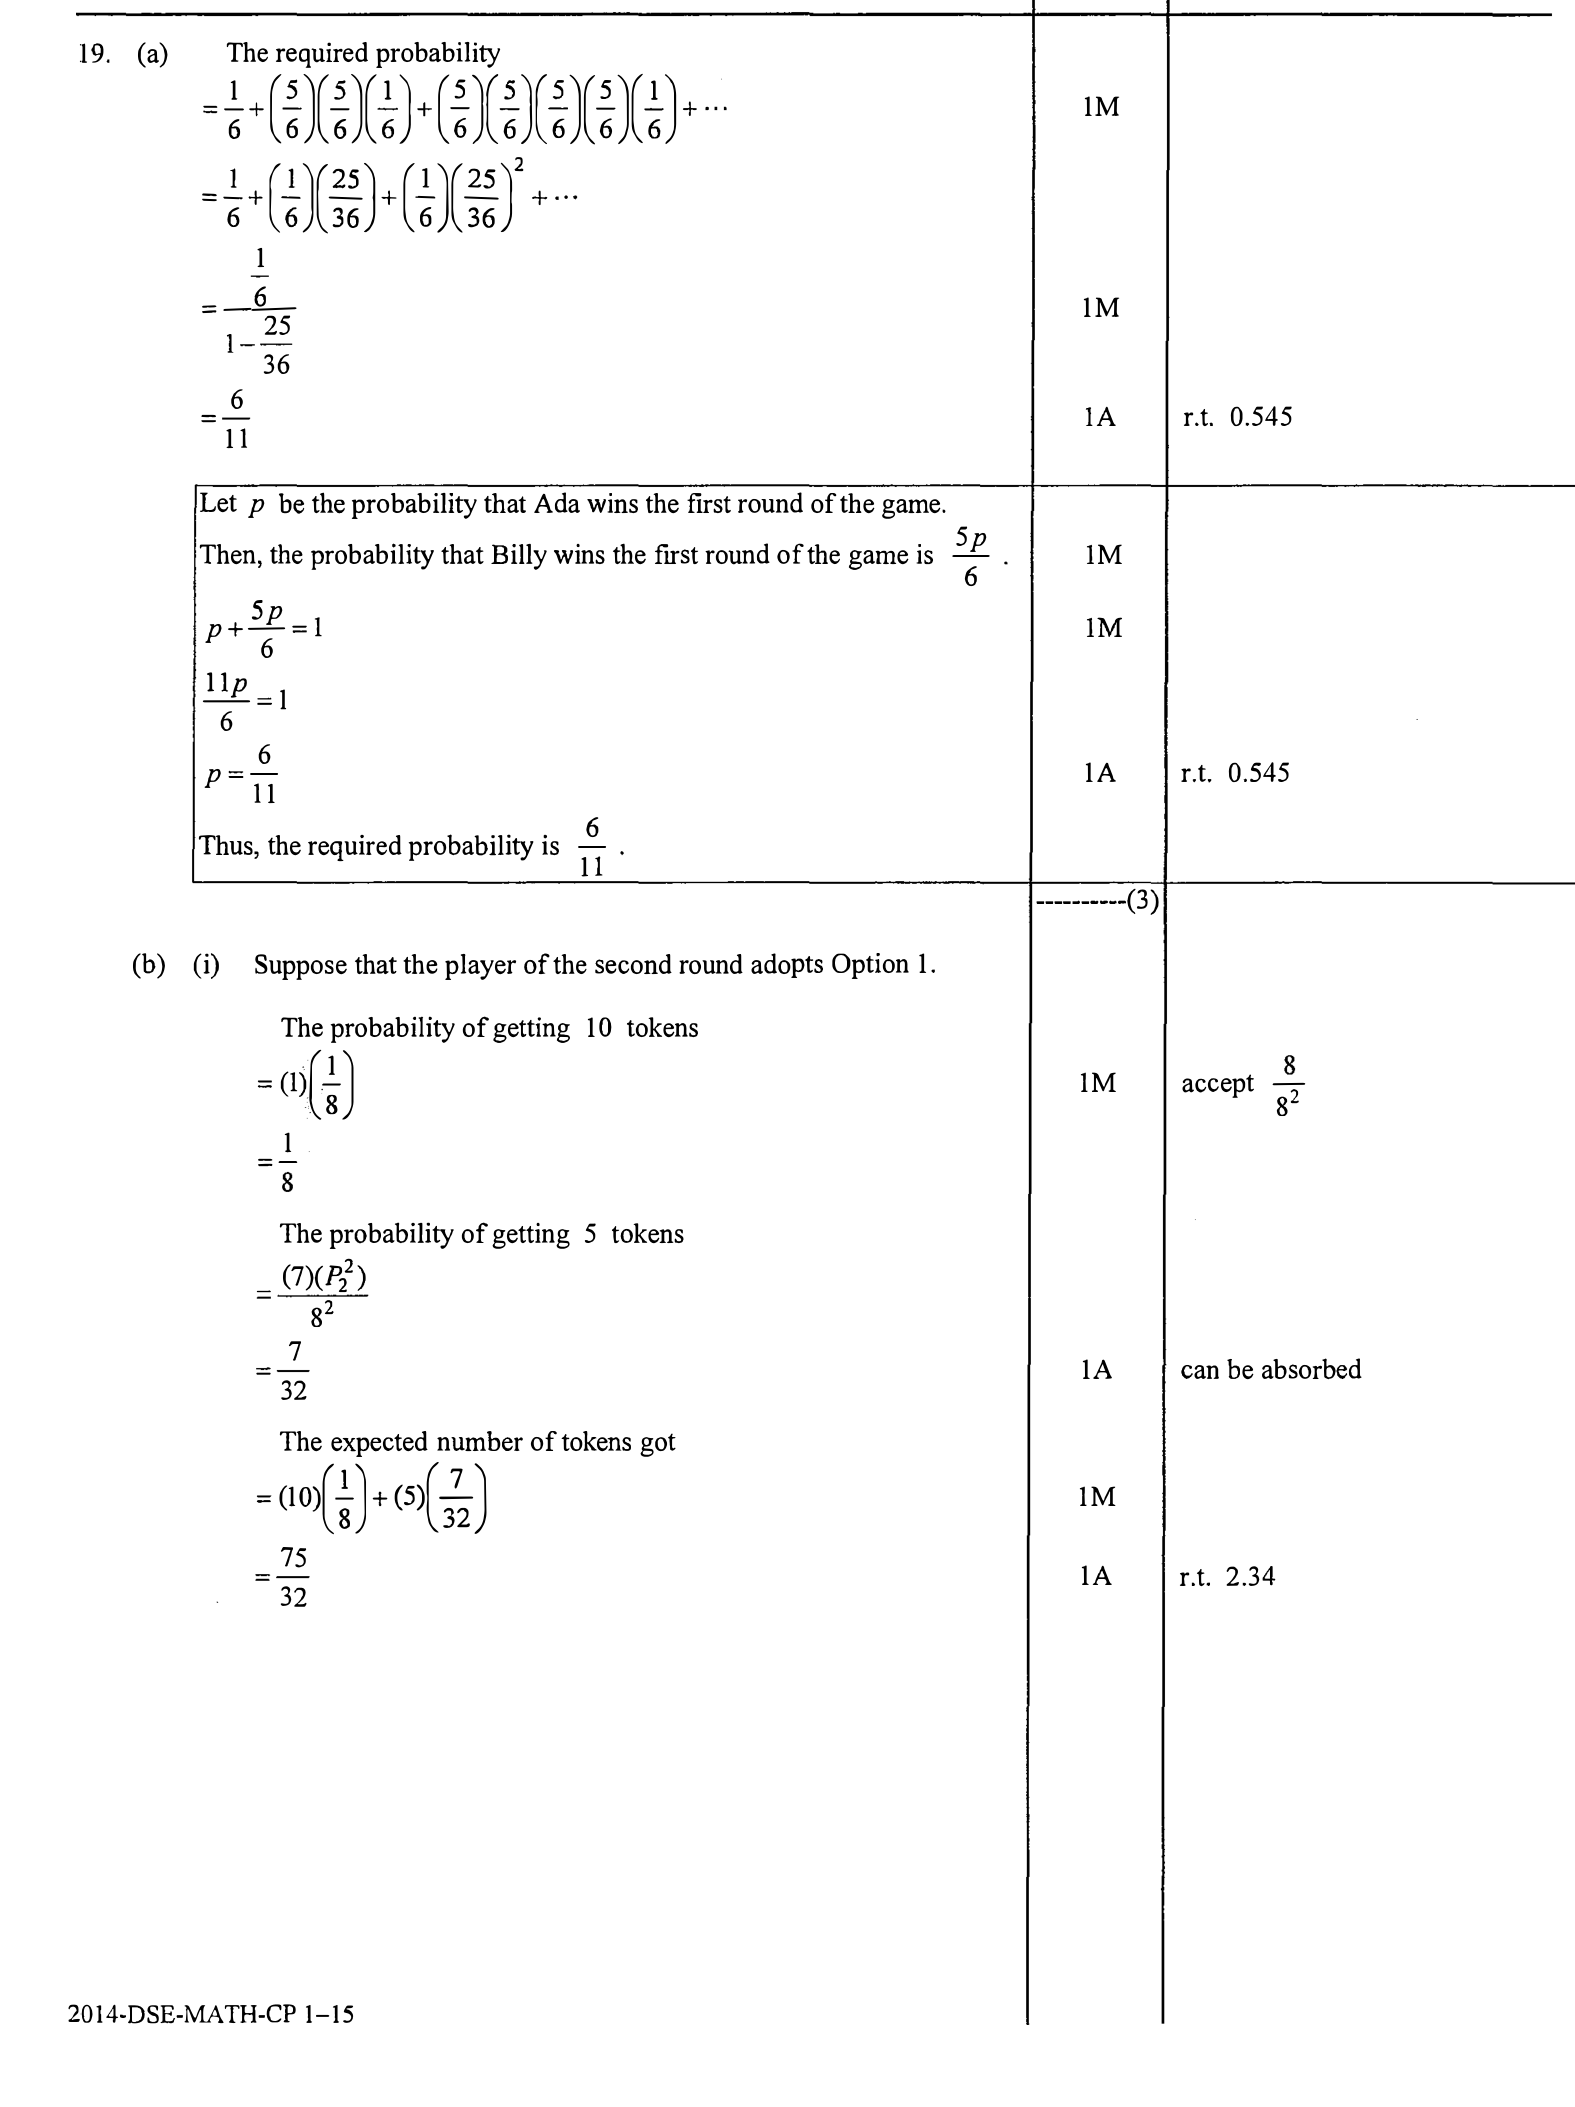 19. (a) The required probability
= 1/6 + (5/6)(5/6)(1/6) + (5/6)(5/6)(5/6)(5/6)(1/6) + ⋯ 1M
= 1/6 + (1/6)(25/36) + (1/6)(25/36)² + ⋯
= (1/6)/(1 − 25/36) 1M
= 6/11 1A r.t. 0.545
Let p be the probability that Ada wins the first round of the game.
Then, the probability that Billy wins the first round of the game is 5p/6 . 1M
p + 5p/6 = 1 1M
11p/6 = 1
p = 6/11 1A r.t. 0.545
Thus, the required probability is 6/11 .
----------(3)
(b) (i) Suppose that the player of the second round adopts Option 1.
The probability of getting 10 tokens
= (1)(1/8) 1M accept 8/8²
= 1/8
The probability of getting 5 tokens
= (7)(P₂²)/8²
= 7/32 1A can be absorbed
The expected number of tokens got
= (10)(1/8) + (5)(7/32) 1M
= 75/32 1A r.t. 2.34
2014-DSE-MATH-CP 1–15